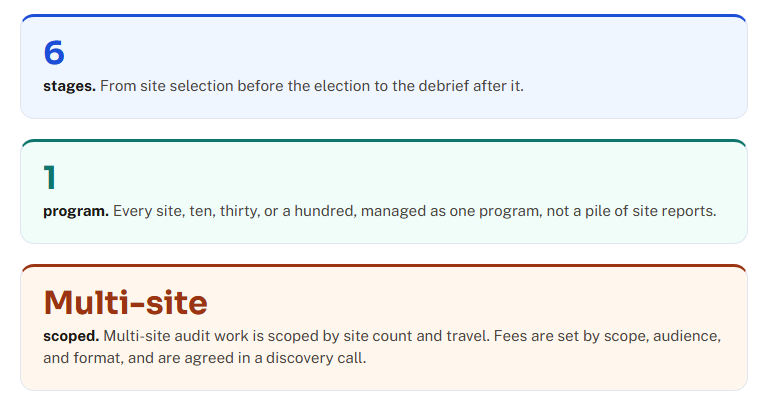 6
stages. From site selection before the election to the debrief after it.
1
program. Every site, ten, thirty, or a hundred, managed as one program, not a pile of site reports.
Multi-site
scoped. Multi-site audit work is scoped by site count and travel. Fees are set by scope, audience,
and format, and are agreed in a discovery call.